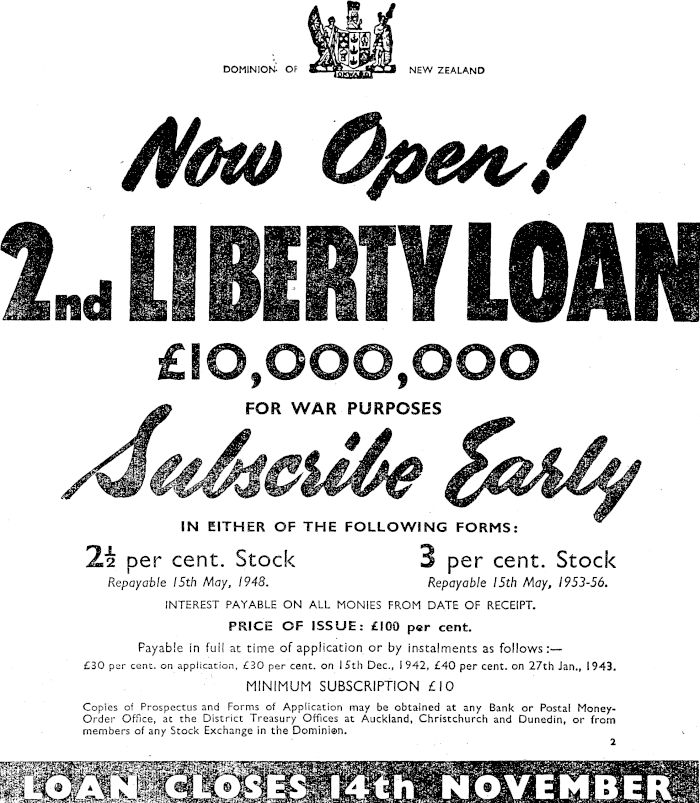 DOMINION OF NEW ZEALAND
ONWARD
Now Open!
2nd LIBERTY LOAN
£10,000,000
FOR WAR PURPOSES
Subscribe Early
IN EITHER OF THE FOLLOWING FORMS:
2½ per cent. Stock 3 per cent. Stock
Repayable 15th May, 1948. Repayable 15th May, 1953-56.
INTEREST PAYABLE ON ALL MONIES FROM DATE OF RECEIPT.
PRICE OF ISSUE: £100 per cent.
Payable in full at time of application or by instalments as follows:—
£30 per cent. on application, £30 per cent. on 15th Dec., 1942, £40 per cent. on 27th Jan., 1943.
MINIMUM SUBSCRIPTION £10
Copies of Prospectus and Forms of Application may be obtained at any Bank or Postal Money-
Order Office, at the District Treasury Offices at Auckland, Christchurch and Dunedin, or from
members of any Stock Exchange in the Dominion.
2
LOAN CLOSES 14th NOVEMBER